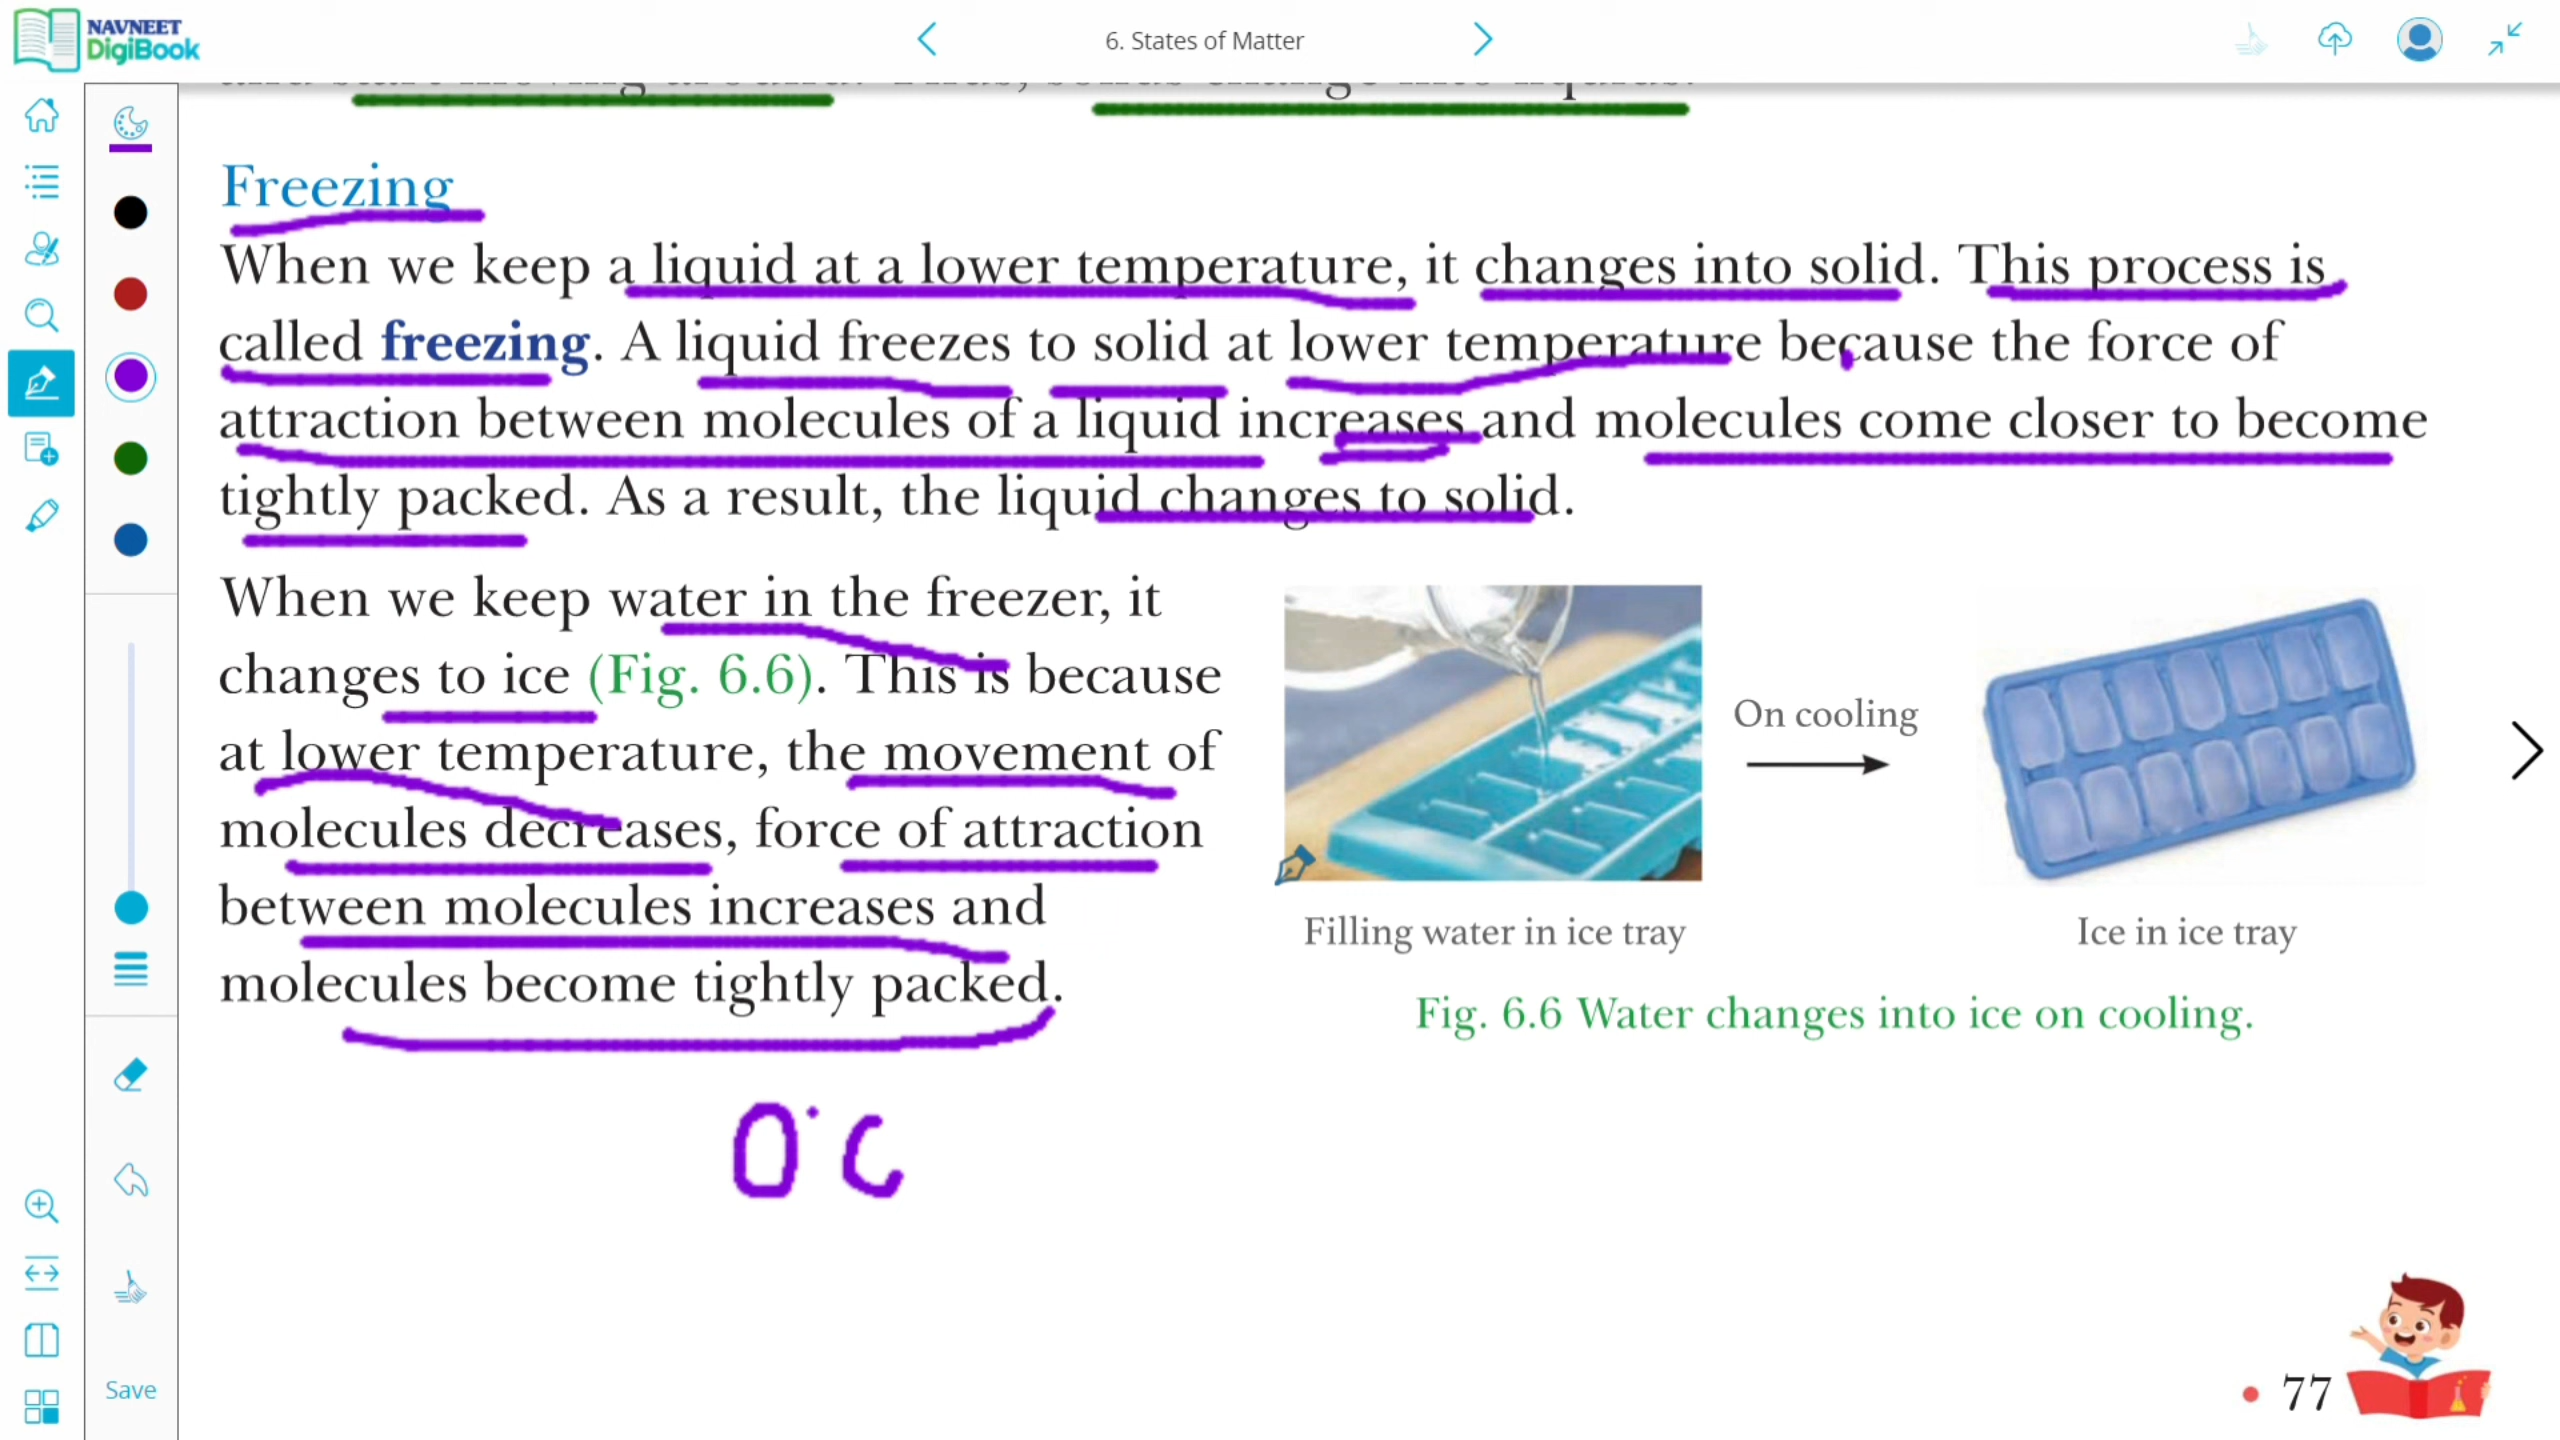 NAVNEET
DigiBook
6. States of Matter
Freezing
When we keep a liquid at a lower temperature, it changes into solid. This process is
called freezing. A liquid freezes to solid at lower temperature because the force of
attraction between molecules of a liquid increases and molecules come closer to become
tightly packed. As a result, the liquid changes to solid.
When we keep water in the freezer, it
changes to ice (Fig. 6.6). This is because
at lower temperature, the movement of
molecules decreases, force of attraction
between molecules increases and
molecules become tightly packed.
On cooling
Filling water in ice tray
Ice in ice tray
Fig. 6.6 Water changes into ice on cooling.
0°C
Save
77